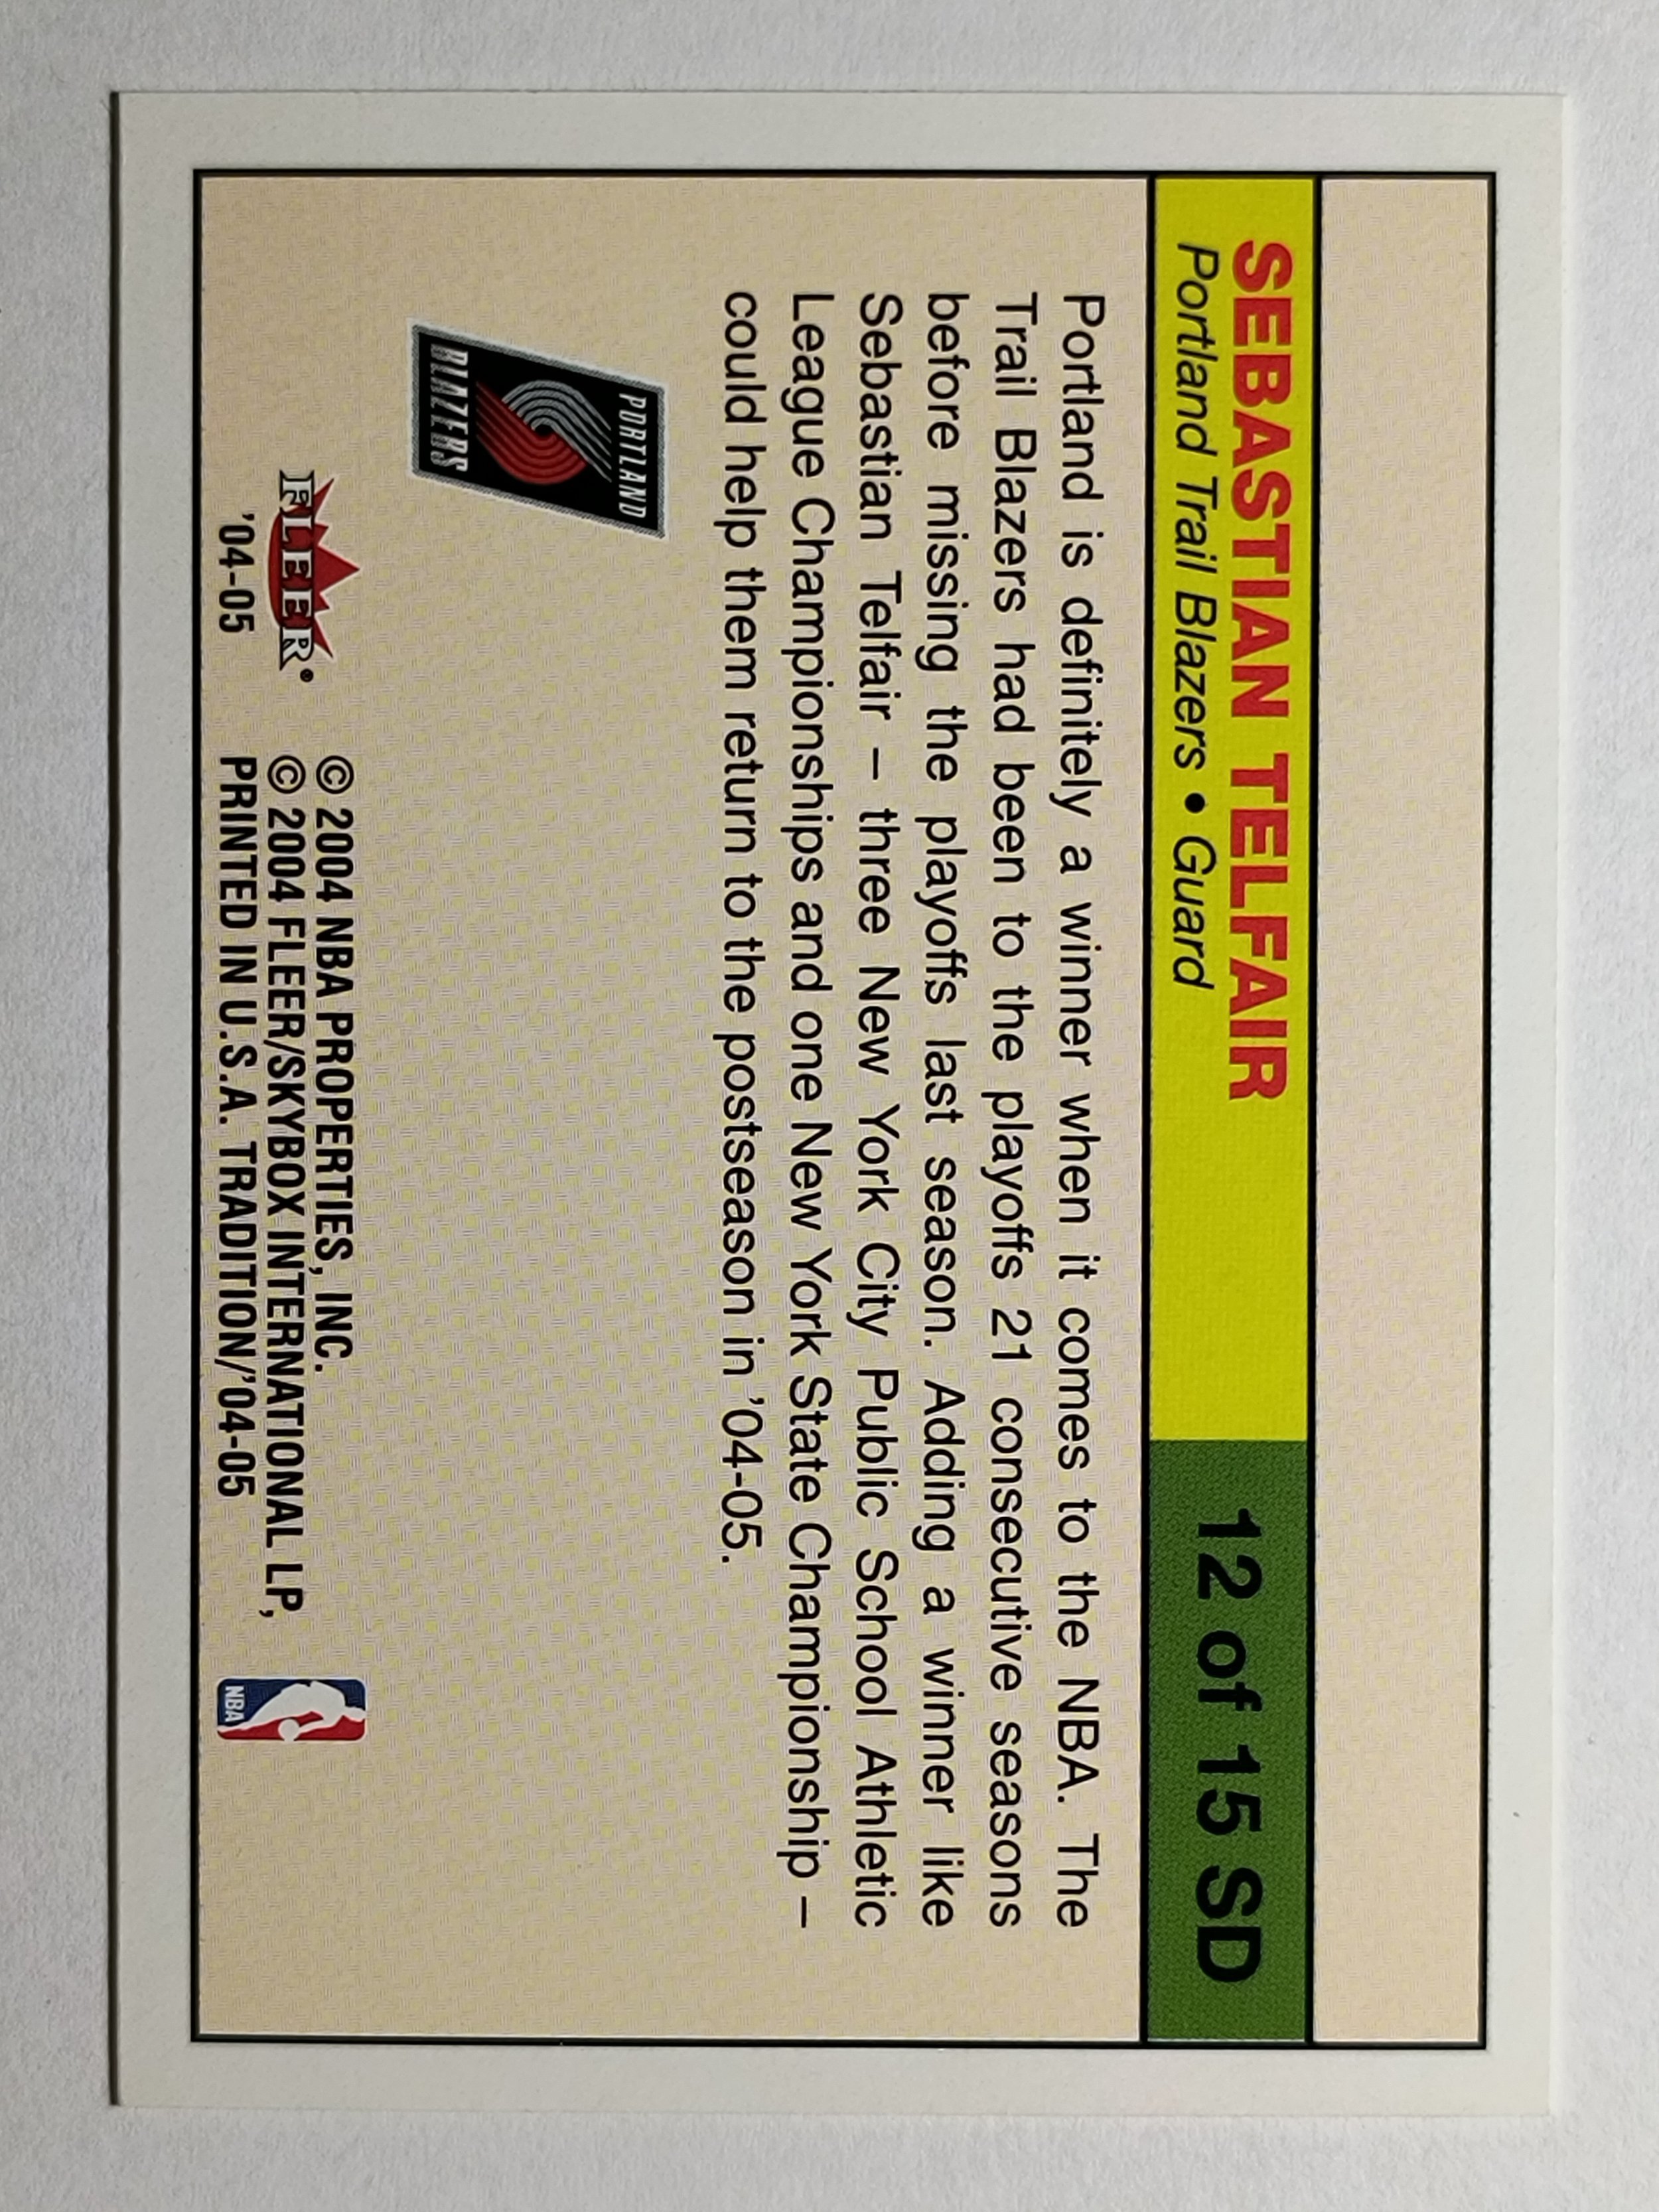 SEBASTIAN TELFAIR
Portland Trail Blazers • Guard
12 of 15 SD
Portland is definitely a winner when it comes to the NBA. The
Trail Blazers had been to the playoffs 21 consecutive seasons
before missing the playoffs last season. Adding a winner like
Sebastian Telfair – three New York City Public School Athletic
League Championships and one New York State Championship –
could help them return to the postseason in ’04-05.
PORTLAND
BLAZERS
FLEER®
’04-05
© 2004 NBA PROPERTIES, INC.
© 2004 FLEER/SKYBOX INTERNATIONAL LP,
PRINTED IN U.S.A. TRADITION/’04-05
NBA